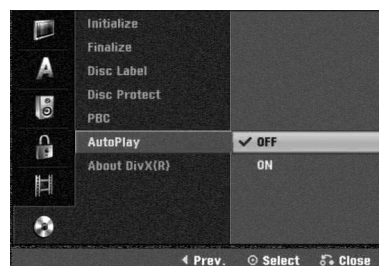 Initialize
Finalize
Disc Label
Disc Protect
PBC
AutoPlay
✔ OFF
About DivX(R)
ON
Prev.
Select
Close